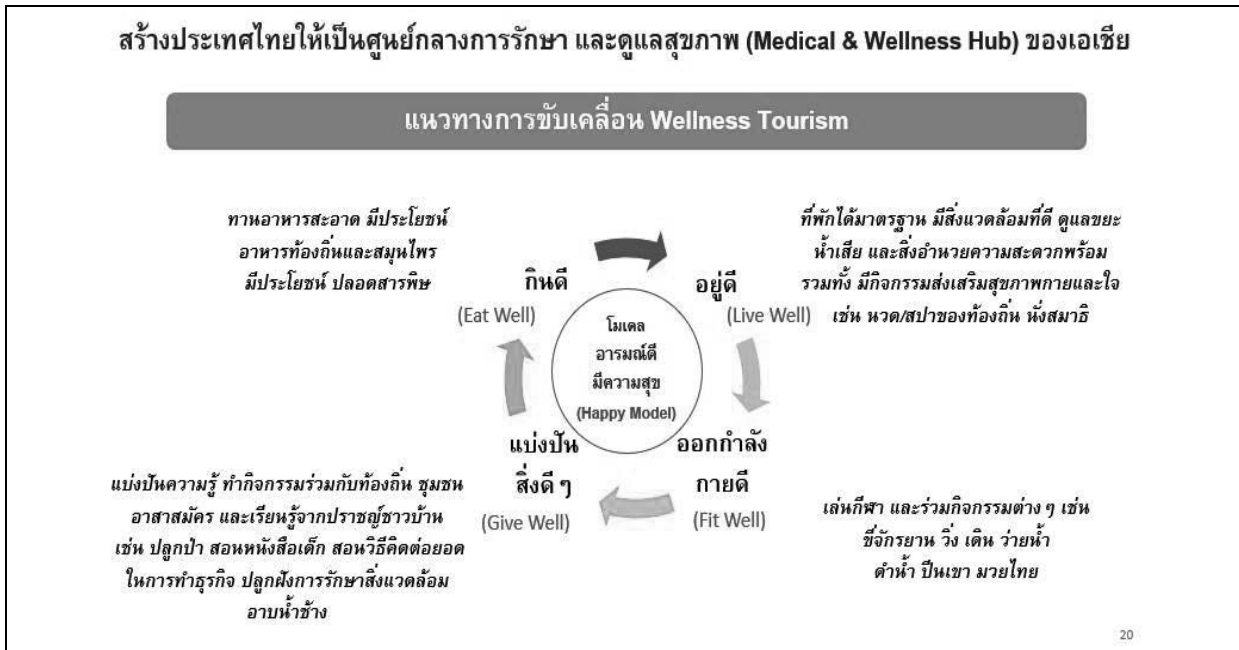 สร้างประเทศไทยให้เป็นศูนย์กลางการรักษา และดูแลสุขภาพ (Medical & Wellness Hub) ของเอเชีย
แนวทางการขับเคลื่อน Wellness Tourism
ทานอาหารสะอาด มีประโยชน์
อาหารท้องถิ่นและสมุนไพร
มีประโยชน์ ปลอดสารพิษ
กินดี
(Eat Well)
ที่พักได้มาตรฐาน มีสิ่งแวดล้อมที่ดี ดูแลขยะ
น้ำเสีย และสิ่งอำนวยความสะดวกพร้อม
รวมทั้ง มีกิจกรรมส่งเสริมสุขภาพกายและใจ
เช่น นวด/สปาของท้องถิ่น นั่งสมาธิ
อยู่ดี
(Live Well)
โมเดล
อารมณ์ดี
มีความสุข
(Happy Model)
ออกกำลัง
กายดี
(Fit Well)
เล่นกีฬา และร่วมกิจกรรมต่าง ๆ เช่น
ขี่จักรยาน วิ่ง เดิน ว่ายน้ำ
ดำน้ำ ปีนเขา มวยไทย
แบ่งปัน
สิ่งดี ๆ
(Give Well)
แบ่งปันความรู้ ทำกิจกรรมร่วมกับท้องถิ่น ชุมชน
อาสาสมัคร และเรียนรู้จากปราชญ์ชาวบ้าน
เช่น ปลูกป่า สอนหนังสือเด็ก สอนวิธีคิดต่อยอด
ในการทำธุรกิจ ปลูกฝังการรักษาสิ่งแวดล้อม
อาบน้ำช้าง
20